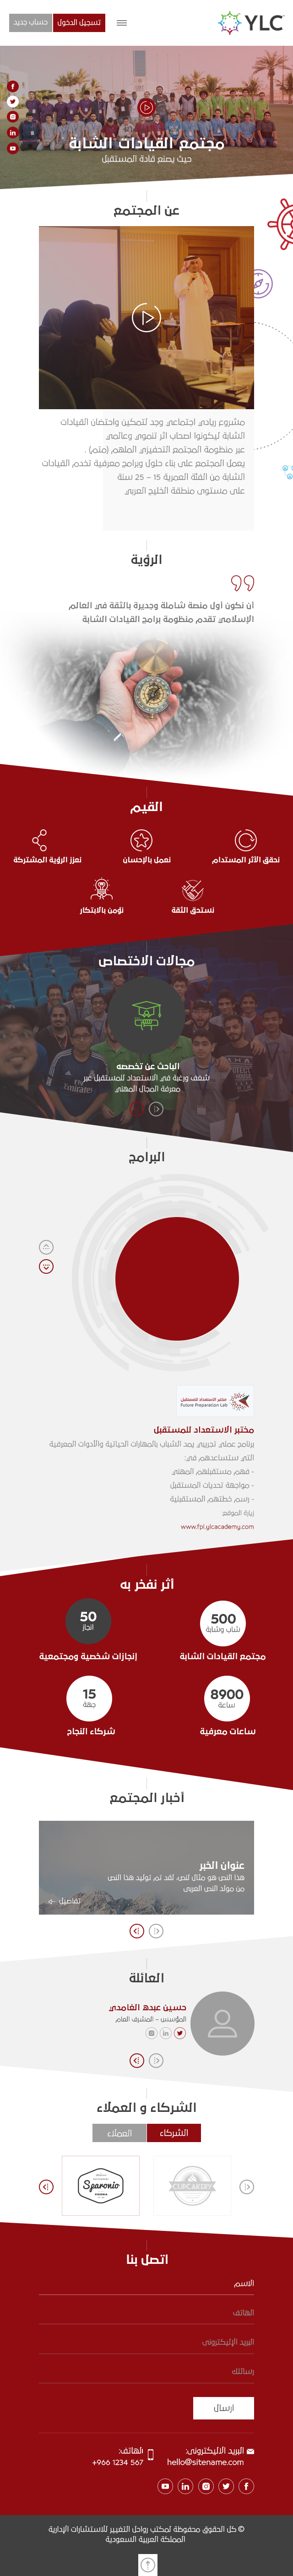 YLC
تسجيل الدخول
حساب جديد
مجتمع القيادات الشابة
حيث يصنع قادة المستقبل
عن المجتمع
مشروع ريادي اجتماعي وجد لتمكين واحتضان القيادات
الشابة ليكونوا أصحاب أثر تنموي وعالمي
عبر منظومة المجتمع التحفيزي الملهم (متم) .
يعمل المجتمع على بناء حلول وبرامج معرفية تخدم القيادات
الشابة من الفئة العمرية 15 - 25 سنة
على مستوى منطقة الخليج العربي
الرؤية
أن نكون أول منصة شاملة وجديرة بالثقة في العالم
الإسلامي تقدم منظومة برامج القيادات الشابة
القيم
نحقق الأثر المستدام
نعمل بالإحسان
نعزز الرؤية المشتركة
نستحق الثقة
نؤمن بالابتكار
مجالات الاختصاص
الباحث عن تخصصه
شغف ورغبة في الاستعداد للمستقبل عبر
معرفة المجال المهني
البرامج
مختبر الاستعداد للمستقبل
Future Preparation Lab
مختبر الاستعداد للمستقبل
برنامج عملي تجريبي يمد الشباب بالمهارات الحياتية والأدوات المعرفية
التي ستساعدهم في:
- فهم مستقبلهم المهني
- مواجهة تحديات المستقبل
- رسم خطتهم المستقبلية
زيارة الموقع
www.fpl.ylcacademy.com
أثر نفخر به
500
شاب وشابة
مجتمع القيادات الشابة
50
انجاز
إنجازات شخصية ومجتمعية
8900
ساعة
ساعات معرفية
15
جهة
شركاء النجاح
أخبار المجتمع
عنوان الخبر
هذا النص هو مثال لنص، لقد تم توليد هذا النص
من مولد النص العربي
تفاصيل
العائلة
حسين عبدالله الغامدي
المؤسس - المشرف العام
الشركاء و العملاء
الشركاء
العملاء
CUPCAKERY
Sparonio
اتصل بنا
الاسم
الهاتف
البريد الإليكتروني
رسالتك
ارسال
البريد الاليكتروني:
hello@sitename.com
الهاتف:
+966 1234 567
© كل الحقوق محفوظة لمكتب رواحل التغيير للاستشارات الإدارية
المملكة العربية السعودية